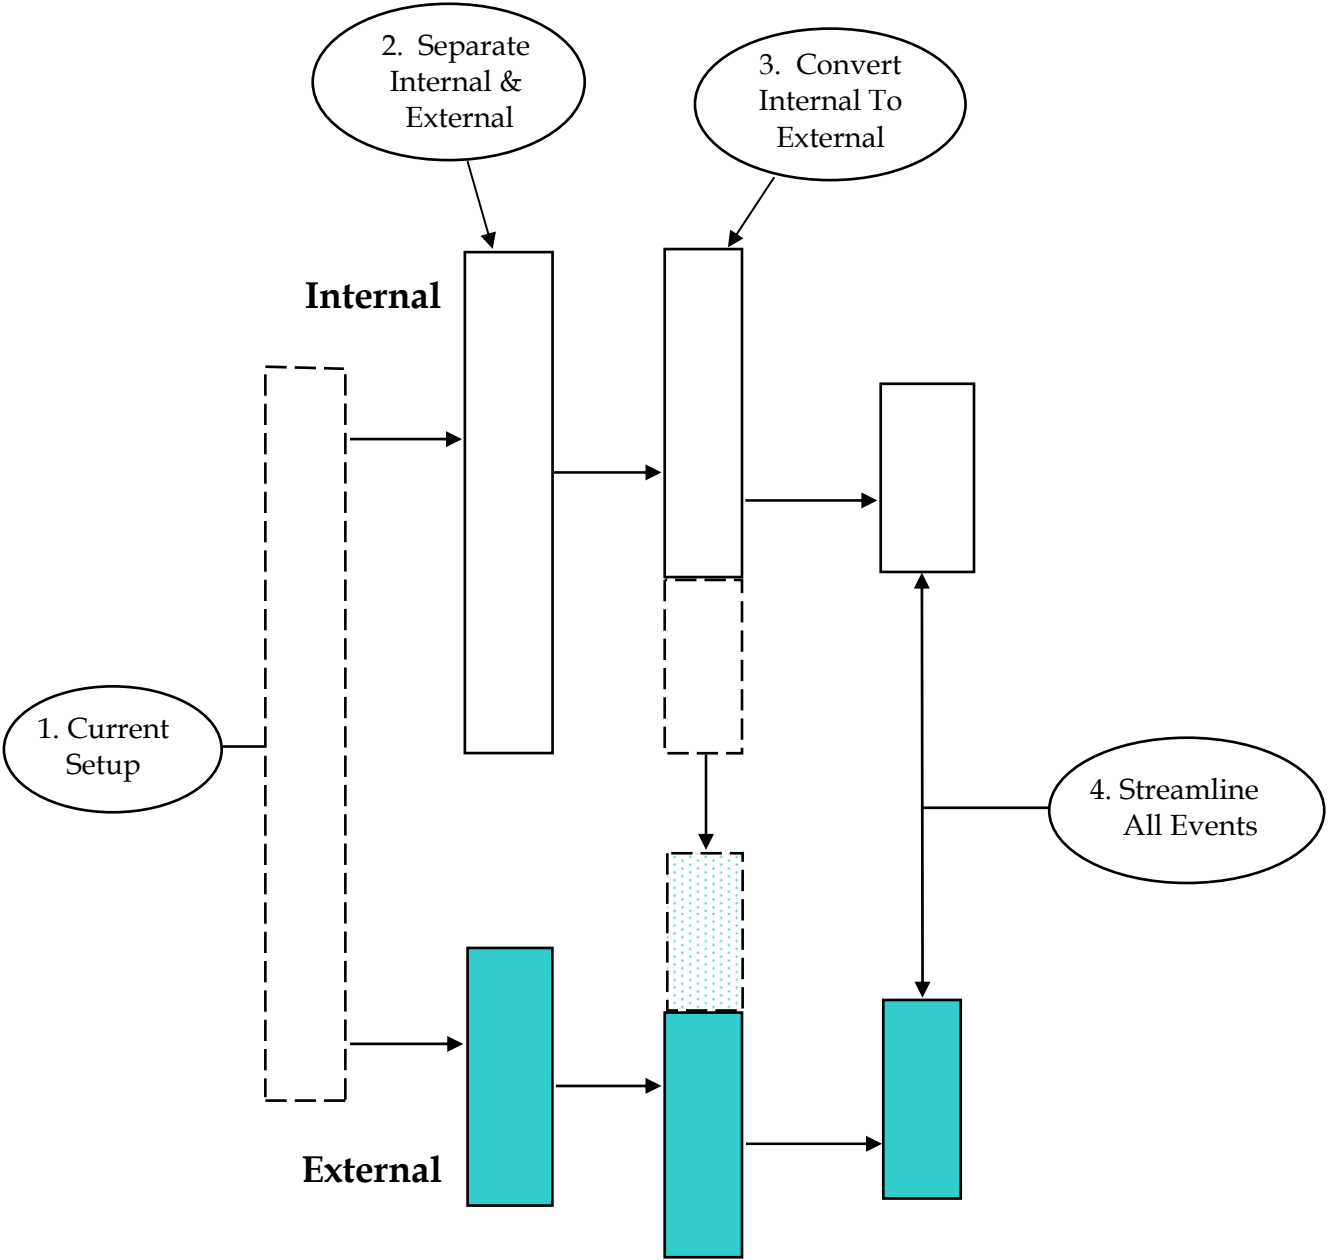 2. Separate
Internal &
External
3. Convert
Internal To
External
Internal
1. Current
Setup
4. Streamline
All Events
External